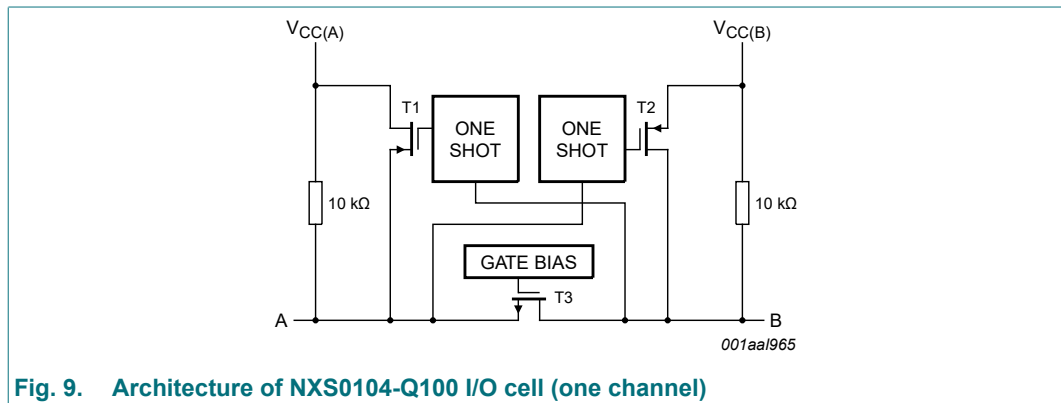 VCC(A)
VCC(B)
T1
ONE
SHOT
ONE
SHOT
T2
10 kΩ
10 kΩ
GATE BIAS
T3
A
B
001aal965
Fig. 9. Architecture of NXS0104-Q100 I/O cell (one channel)